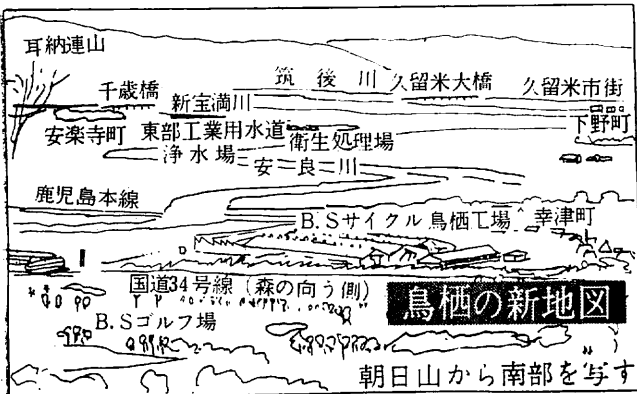 耳納連山
筑後川
千歳橋
久留米大橋
久留米市街
新宝満川
安楽寺町
東部工業用水道
浄水場
衛生処理場
下野町
安良川
鹿児島本線
B.Sサイクル鳥栖工場
幸津町
国道34号線(森の向う側)
B.Sゴルフ場
鳥栖の新地図
朝日山から南部を写す